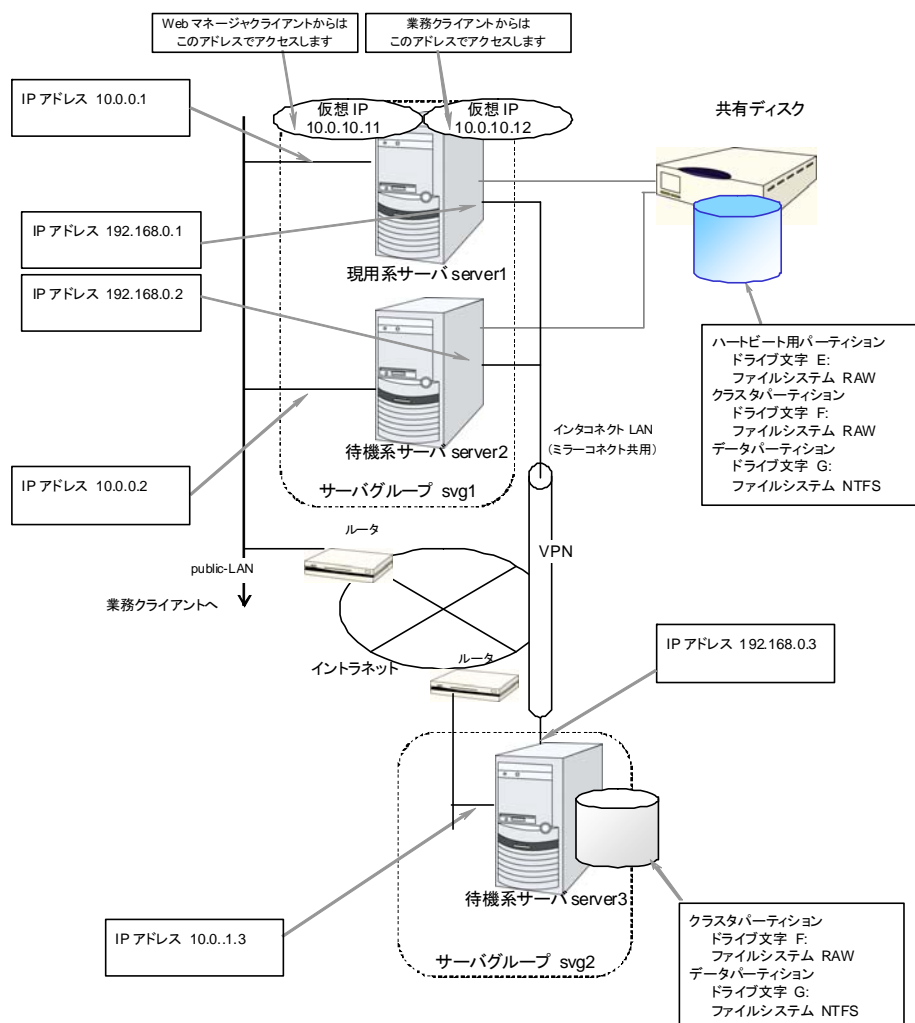 Web マネージャクライアントからは
このアドレスでアクセスします
業務クライアントからは
このアドレスでアクセスします
IP アドレス 10.0.0.1
仮想 IP
10.0.10.11
仮想 IP
10.0.10.12
共有ディスク
IP アドレス 192.168.0.1
現用系サーバ server1
IP アドレス 192.168.0.2
ハートビート用パーティション
ドライブ文字 E:
ファイルシステム RAW
クラスタパーティション
ドライブ文字 F:
ファイルシステム RAW
データパーティション
ドライブ文字 G:
ファイルシステム NTFS
インタコネクト LAN
（ミラーコネクト共用）
待機系サーバ server2
IP アドレス 10.0.0.2
サーバグループ svg1
ルータ
VPN
public-LAN
業務クライアントへ
イントラネット
ルータ
IP アドレス 192.168.0.3
待機系サーバ server3
IP アドレス 10.0..1.3
サーバグループ svg2
クラスタパーティション
ドライブ文字 F:
ファイルシステム RAW
データパーティション
ドライブ文字 G:
ファイルシステム NTFS